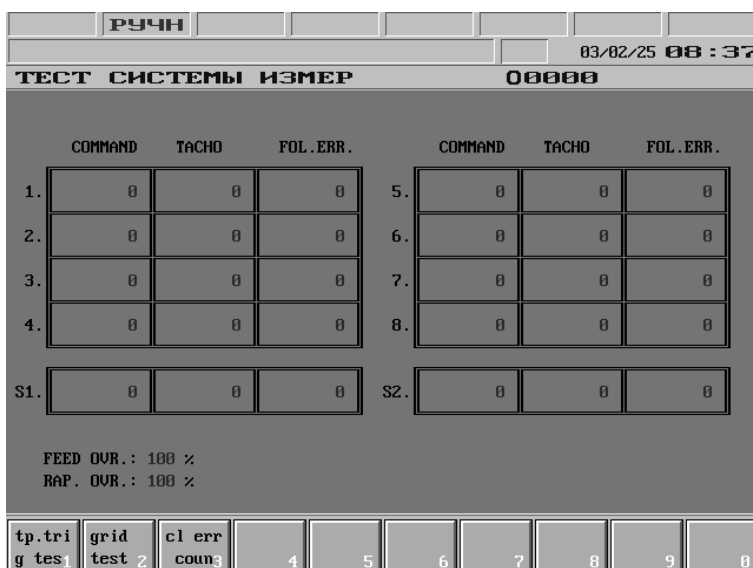 РУЧН
03/02/25 08:37
ТЕСТ СИСТЕМЫ ИЗМЕР O0000
COMMAND TACHO FOL.ERR. COMMAND TACHO FOL.ERR.
1. 0 0 0 5. 0 0 0
2. 0 0 0 6. 0 0 0
3. 0 0 0 7. 0 0 0
4. 0 0 0 8. 0 0 0
S1. 0 0 0 S2. 0 0 0
FEED OVR.: 100 %
RAP. OVR.: 100 %
tp.tri grid cl err
g tes1 test 2 coun3 4 5 6 7 8 9 0